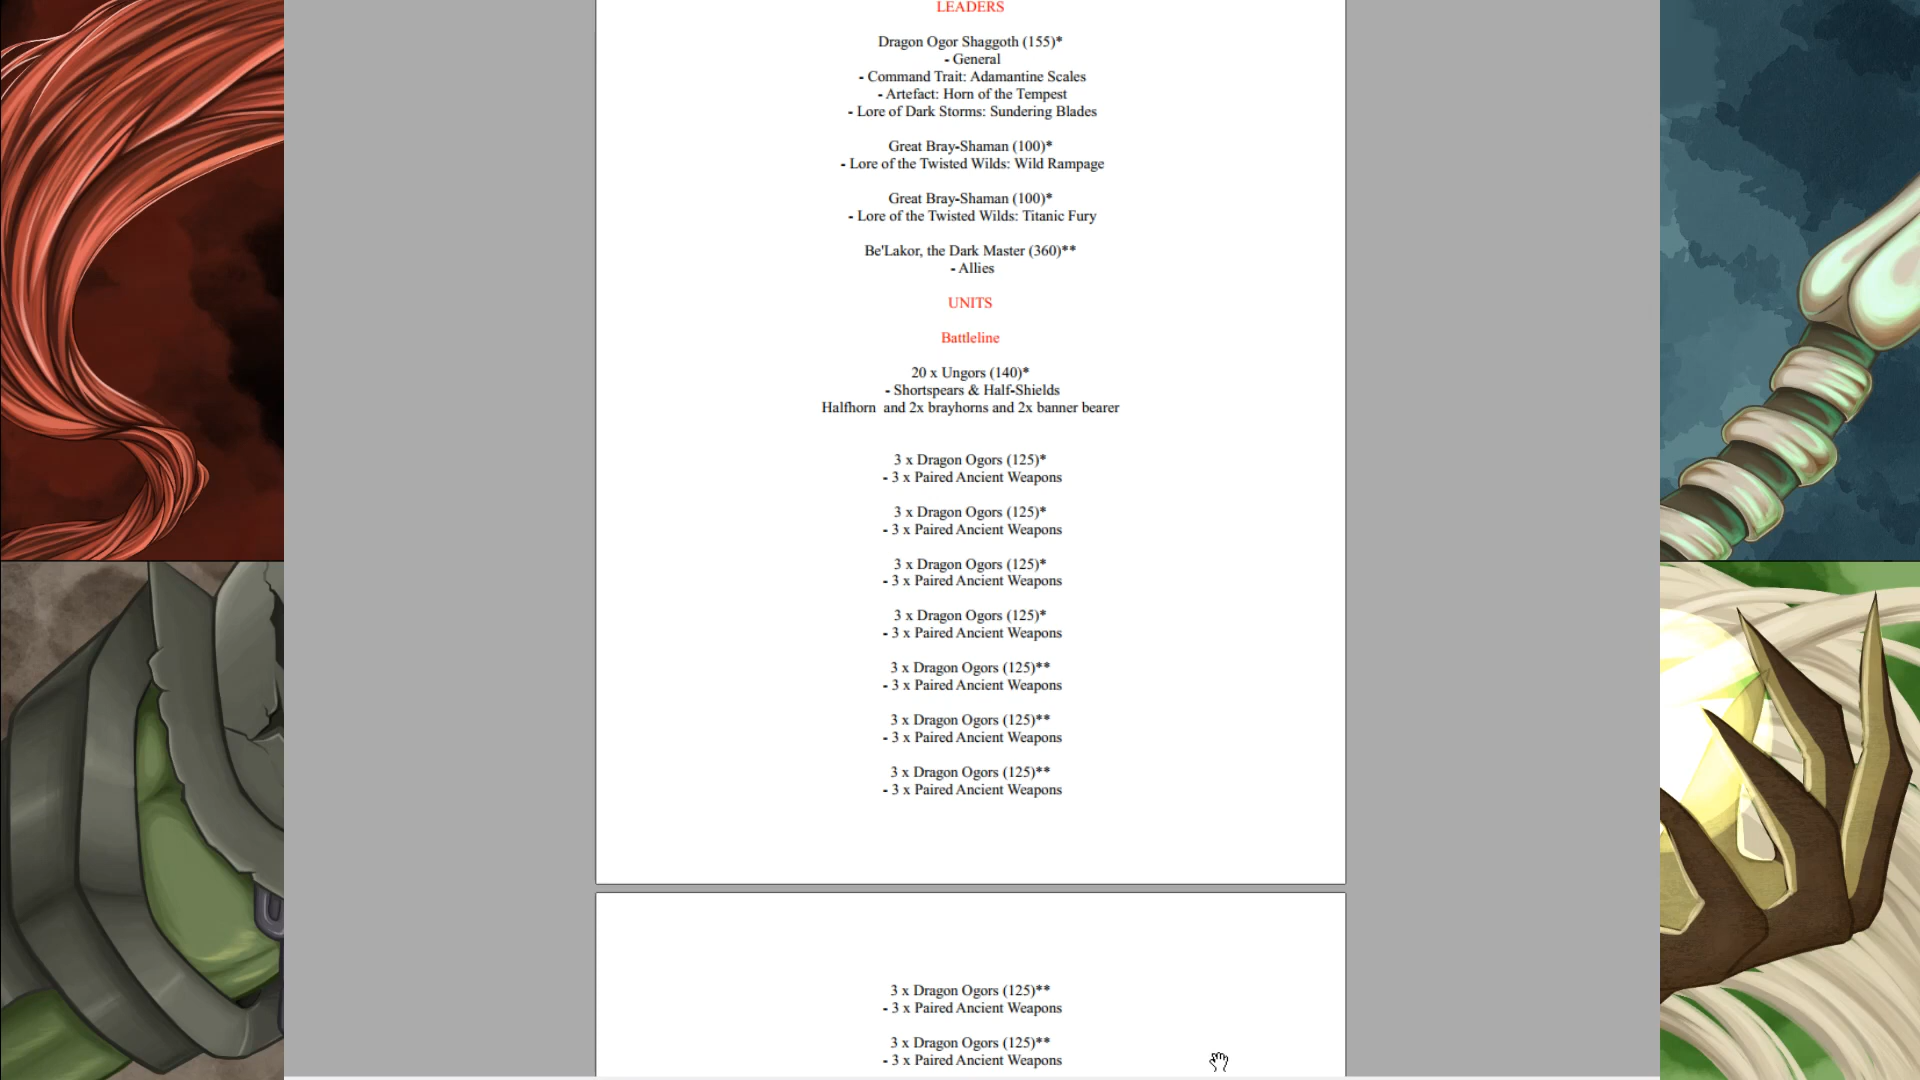 LEADERS
Dragon Ogor Shaggoth (155)*
- General
- Command Trait: Adamantine Scales
- Artefact: Horn of the Tempest
- Lore of Dark Storms: Sundering Blades
Great Bray-Shaman (100)*
- Lore of the Twisted Wilds: Wild Rampage
Great Bray-Shaman (100)*
- Lore of the Twisted Wilds: Titanic Fury
Be'Lakor, the Dark Master (360)**
- Allies
UNITS
Battleline
20 x Ungors (140)*
- Shortspears & Half-Shields
Halfhorn and 2x brayhorns and 2x banner bearer
3 x Dragon Ogors (125)*
- 3 x Paired Ancient Weapons
3 x Dragon Ogors (125)*
- 3 x Paired Ancient Weapons
3 x Dragon Ogors (125)*
- 3 x Paired Ancient Weapons
3 x Dragon Ogors (125)*
- 3 x Paired Ancient Weapons
3 x Dragon Ogors (125)**
- 3 x Paired Ancient Weapons
3 x Dragon Ogors (125)**
- 3 x Paired Ancient Weapons
3 x Dragon Ogors (125)**
- 3 x Paired Ancient Weapons
3 x Dragon Ogors (125)**
- 3 x Paired Ancient Weapons
3 x Dragon Ogors (125)**
- 3 x Paired Ancient Weapons